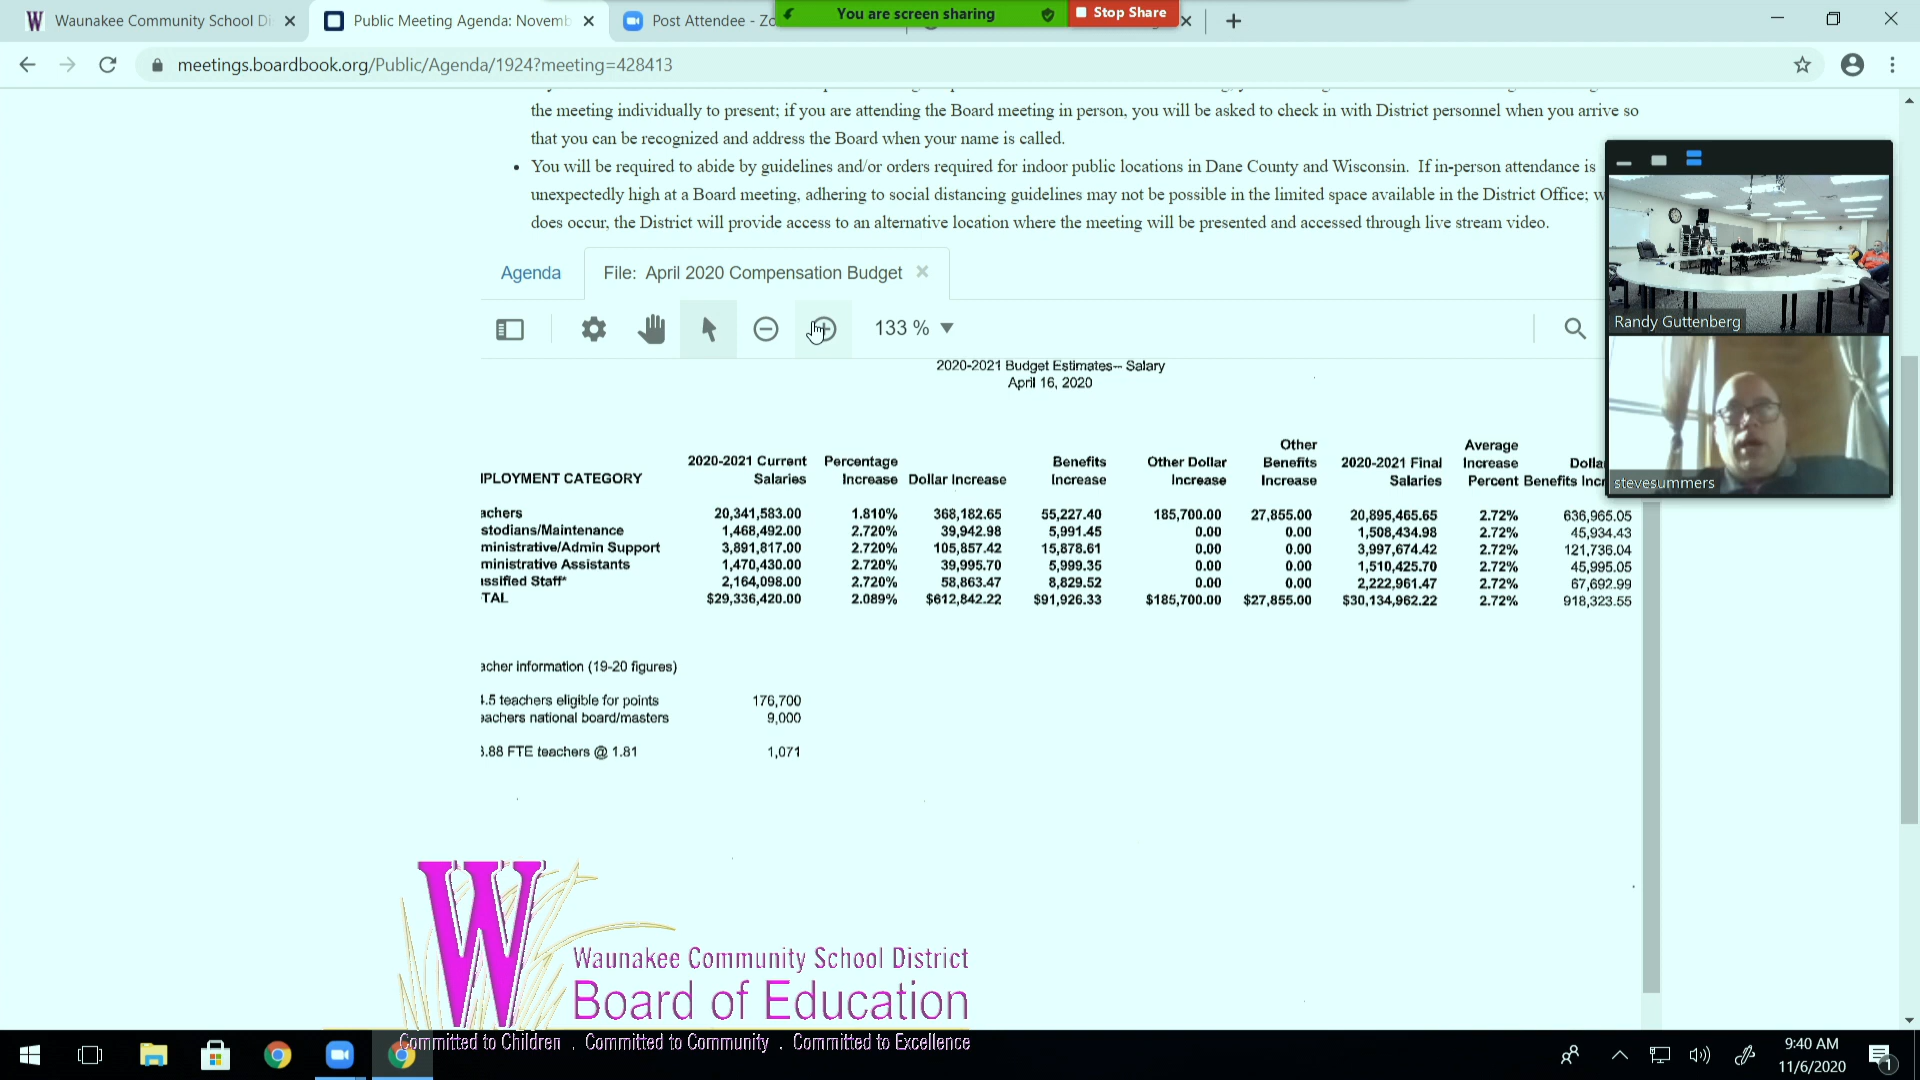 Waunakee Community School Di
Public Meeting Agenda: Novemb
Post Attendee - Zo
You are screen sharing
Stop Share
meetings.boardbook.org/Public/Agenda/1924?meeting=428413
the meeting individually to present; if you are attending the Board meeting in person, you will be asked to check in with District personnel when you arrive so
that you can be recognized and address the Board when your name is called.
• You will be required to abide by guidelines and/or orders required for indoor public locations in Dane County and Wisconsin. If in-person attendance is
unexpectedly high at a Board meeting, adhering to social distancing guidelines may not be possible in the limited space available in the District Office; w
does occur, the District will provide access to an alternative location where the meeting will be presented and accessed through live stream video.
Agenda
File: April 2020 Compensation Budget
133 %
Randy Guttenberg
stevesummers
2020-2021 Budget Estimates-- Salary
April 16, 2020
Other Average
2020-2021 Current Percentage Benefits Other Dollar Benefits 2020-2021 Final Increase Dolla
IPLOYMENT CATEGORY Salaries Increase Dollar Increase Increase Increase Increase Salaries Percent Benefits Incr
achers 20,341,583.00 1.810% 368,182.65 55,227.40 185,700.00 27,855.00 20,895,465.65 2.72% 636,965.05
stodians/Maintenance 1,468,492.00 2.720% 39,942.98 5,991.45 0.00 0.00 1,508,434.98 2.72% 45,934.43
ministrative/Admin Support 3,891,817.00 2.720% 105,857.42 15,878.61 0.00 0.00 3,997,674.42 2.72% 121,736.04
ministrative Assistants 1,470,430.00 2.720% 39,995.70 5,999.35 0.00 0.00 1,510,425.70 2.72% 45,995.05
assified Staff* 2,164,098.00 2.720% 58,863.47 8,829.52 0.00 0.00 2,222,961.47 2.72% 67,692.99
TAL $29,336,420.00 2.089% $612,842.22 $91,926.33 $185,700.00 $27,855.00 $30,134,962.22 2.72% 918,323.55
acher information (19-20 figures)
.5 teachers eligible for points 176,700
eachers national board/masters 9,000
.88 FTE teachers @ 1.81 1,071
W
Waunakee Community School District
Board of Education
Committed to Children . Committed to Community . Committed to Excellence
9:40 AM
11/6/2020
1